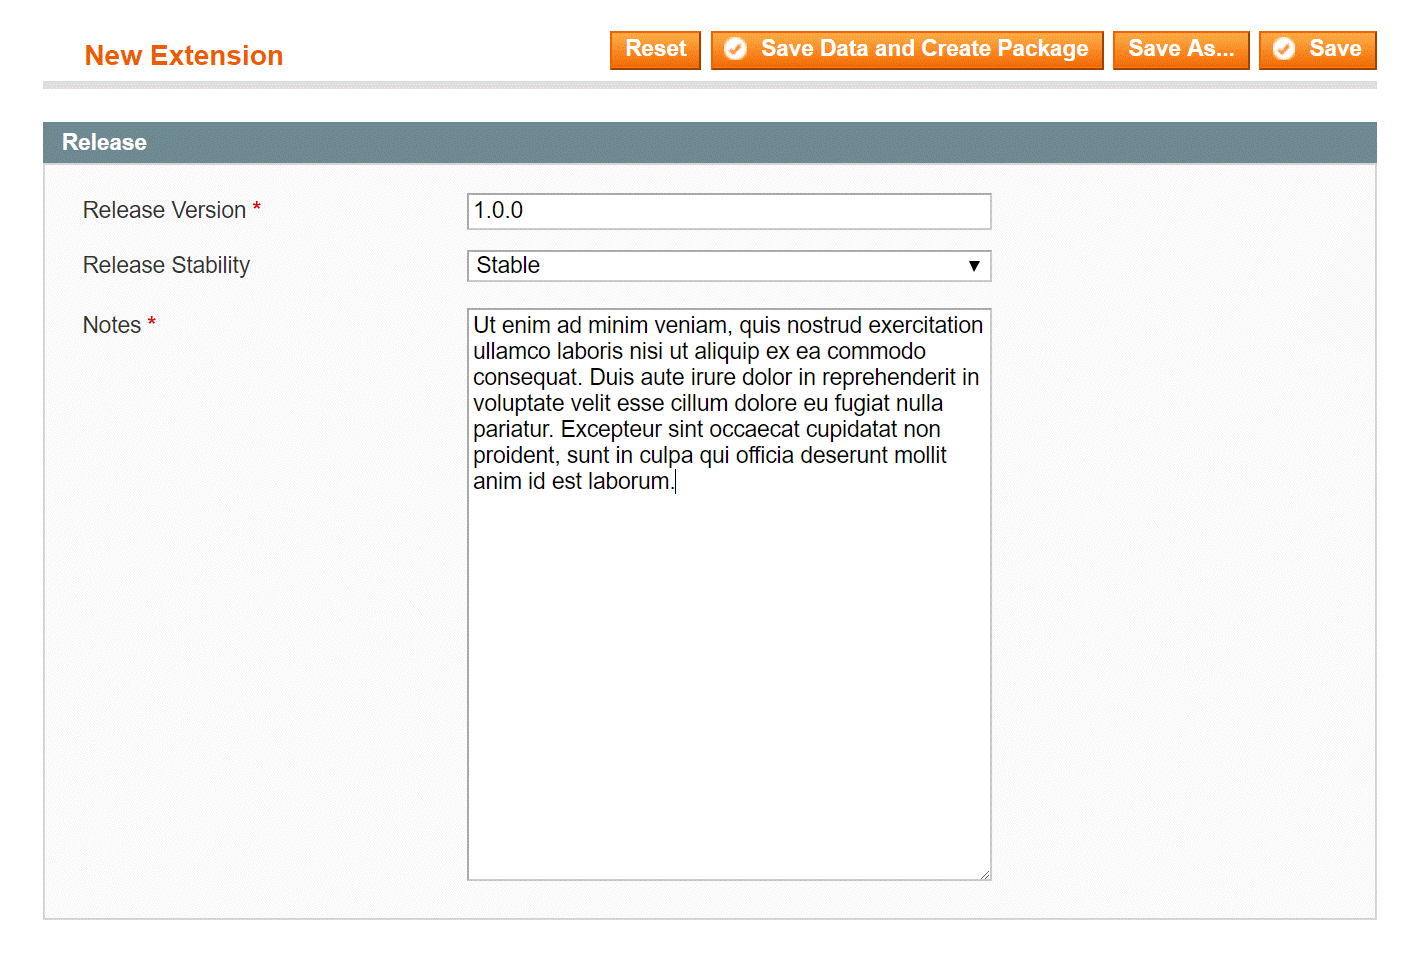 New Extension
Reset
Save Data and Create Package
Save As...
Save
Release
Release Version *
1.0.0
Release Stability
Stable
Notes *
Ut enim ad minim veniam, quis nostrud exercitation
ullamco laboris nisi ut aliquip ex ea commodo
consequat. Duis aute irure dolor in reprehenderit in
voluptate velit esse cillum dolore eu fugiat nulla
pariatur. Excepteur sint occaecat cupidatat non
proident, sunt in culpa qui officia deserunt mollit
anim id est laborum.